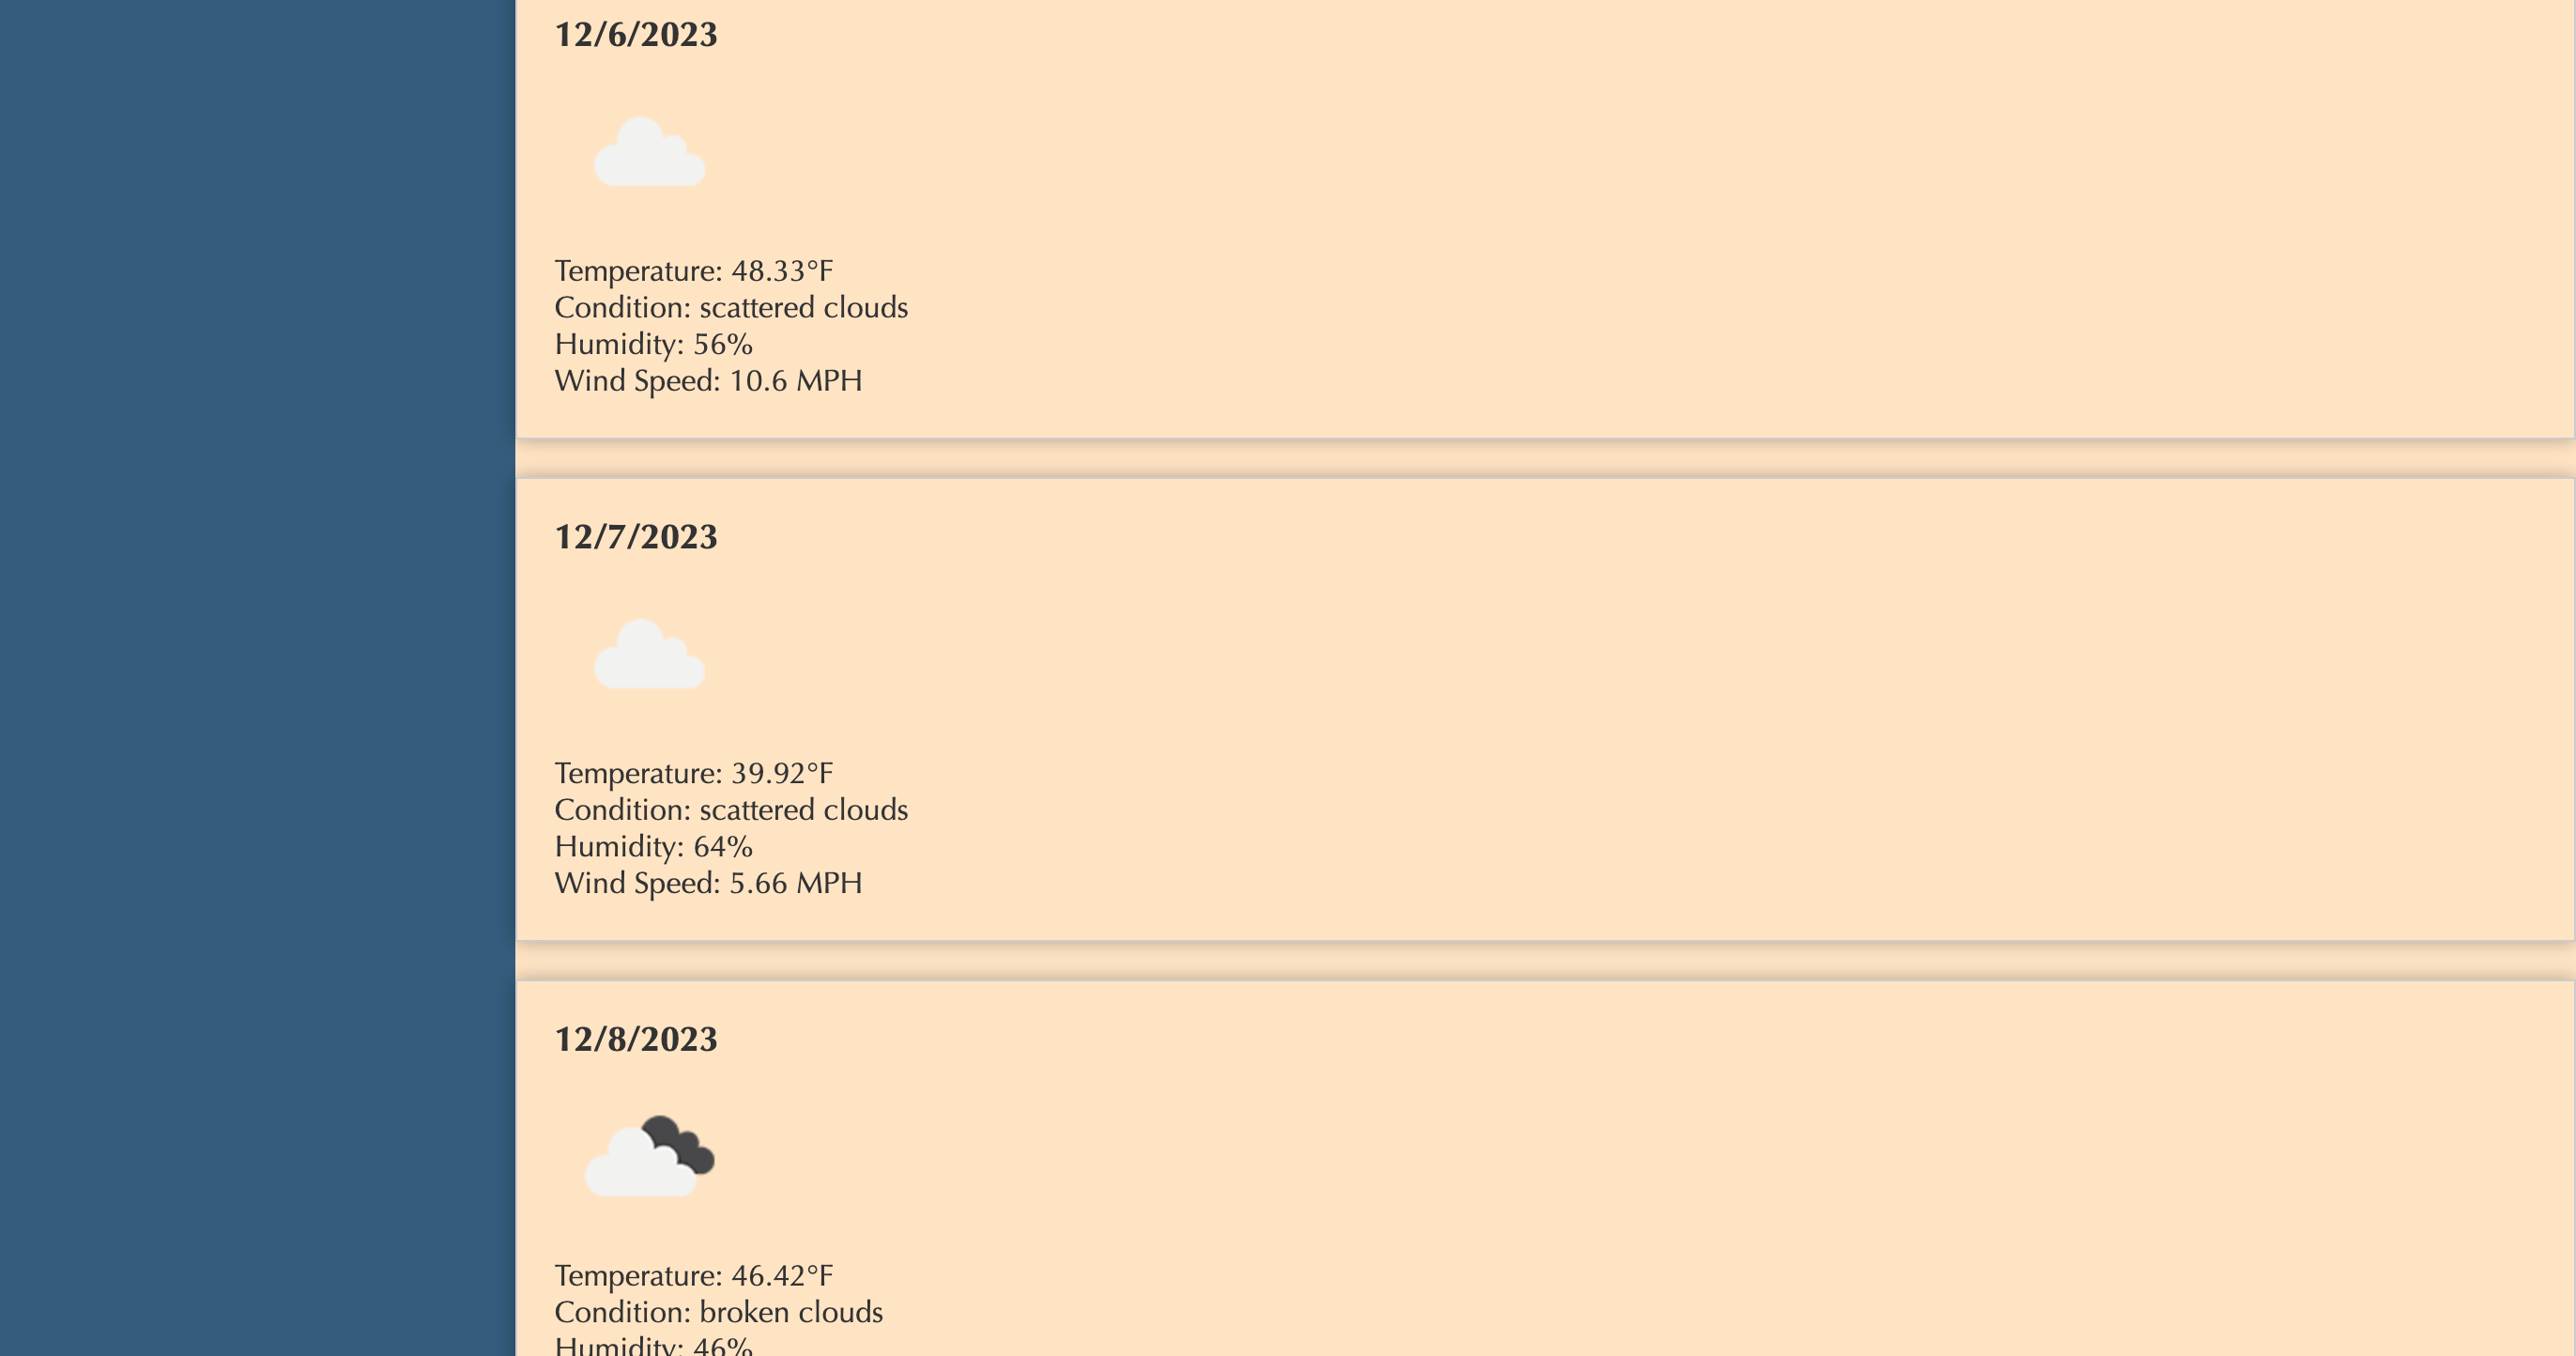 12/6/2023
Temperature: 48.33°F
Condition: scattered clouds
Humidity: 56%
Wind Speed: 10.6 MPH
12/7/2023
Temperature: 39.92°F
Condition: scattered clouds
Humidity: 64%
Wind Speed: 5.66 MPH
12/8/2023
Temperature: 46.42°F
Condition: broken clouds
Humidity: 46%